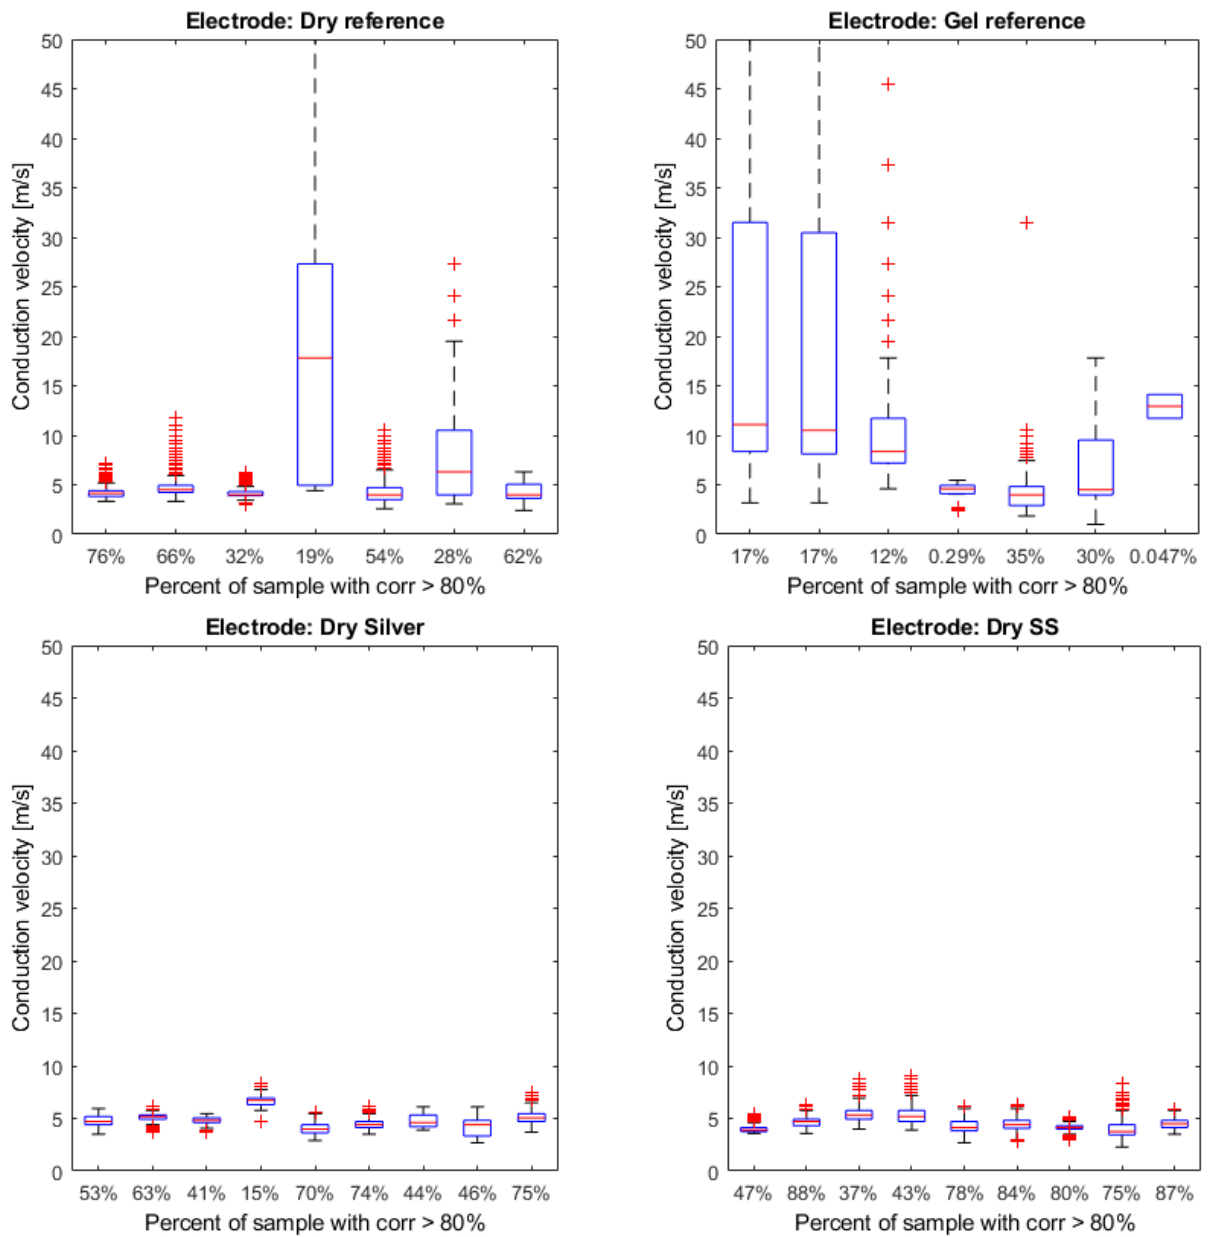 Electrode: Dry reference
50
45
40
35
30
25
20
15
10
5
0
Conduction velocity [m/s]
76% 66% 32% 19% 54% 28% 62%
Percent of sample with corr > 80%
Electrode: Gel reference
50
45
40
35
30
25
20
15
10
5
0
Conduction velocity [m/s]
17% 17% 12% 0.29% 35% 30% 0.047%
Percent of sample with corr > 80%
Electrode: Dry Silver
50
45
40
35
30
25
20
15
10
5
0
Conduction velocity [m/s]
53% 63% 41% 15% 70% 74% 44% 46% 75%
Percent of sample with corr > 80%
Electrode: Dry SS
50
45
40
35
30
25
20
15
10
5
0
Conduction velocity [m/s]
47% 88% 37% 43% 78% 84% 80% 75% 87%
Percent of sample with corr > 80%